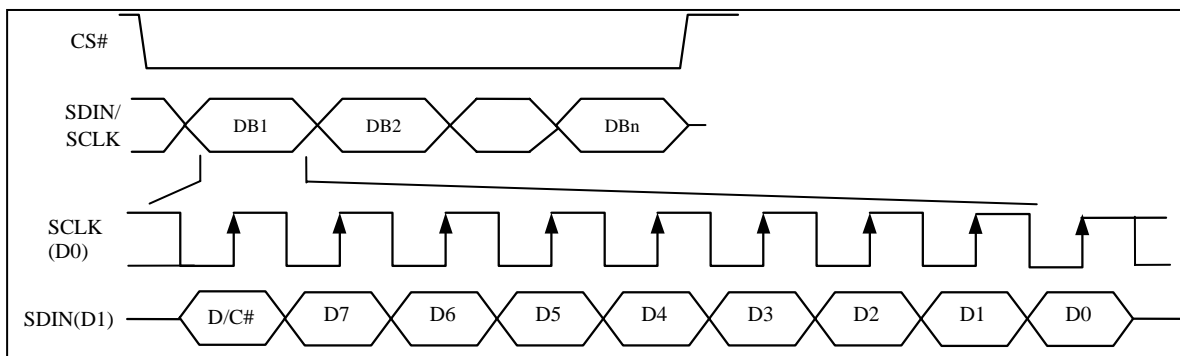 CS#
SDIN/
SCLK
DB1 DB2 DBn
SCLK
(D0)
SDIN(D1) D/C# D7 D6 D5 D4 D3 D2 D1 D0